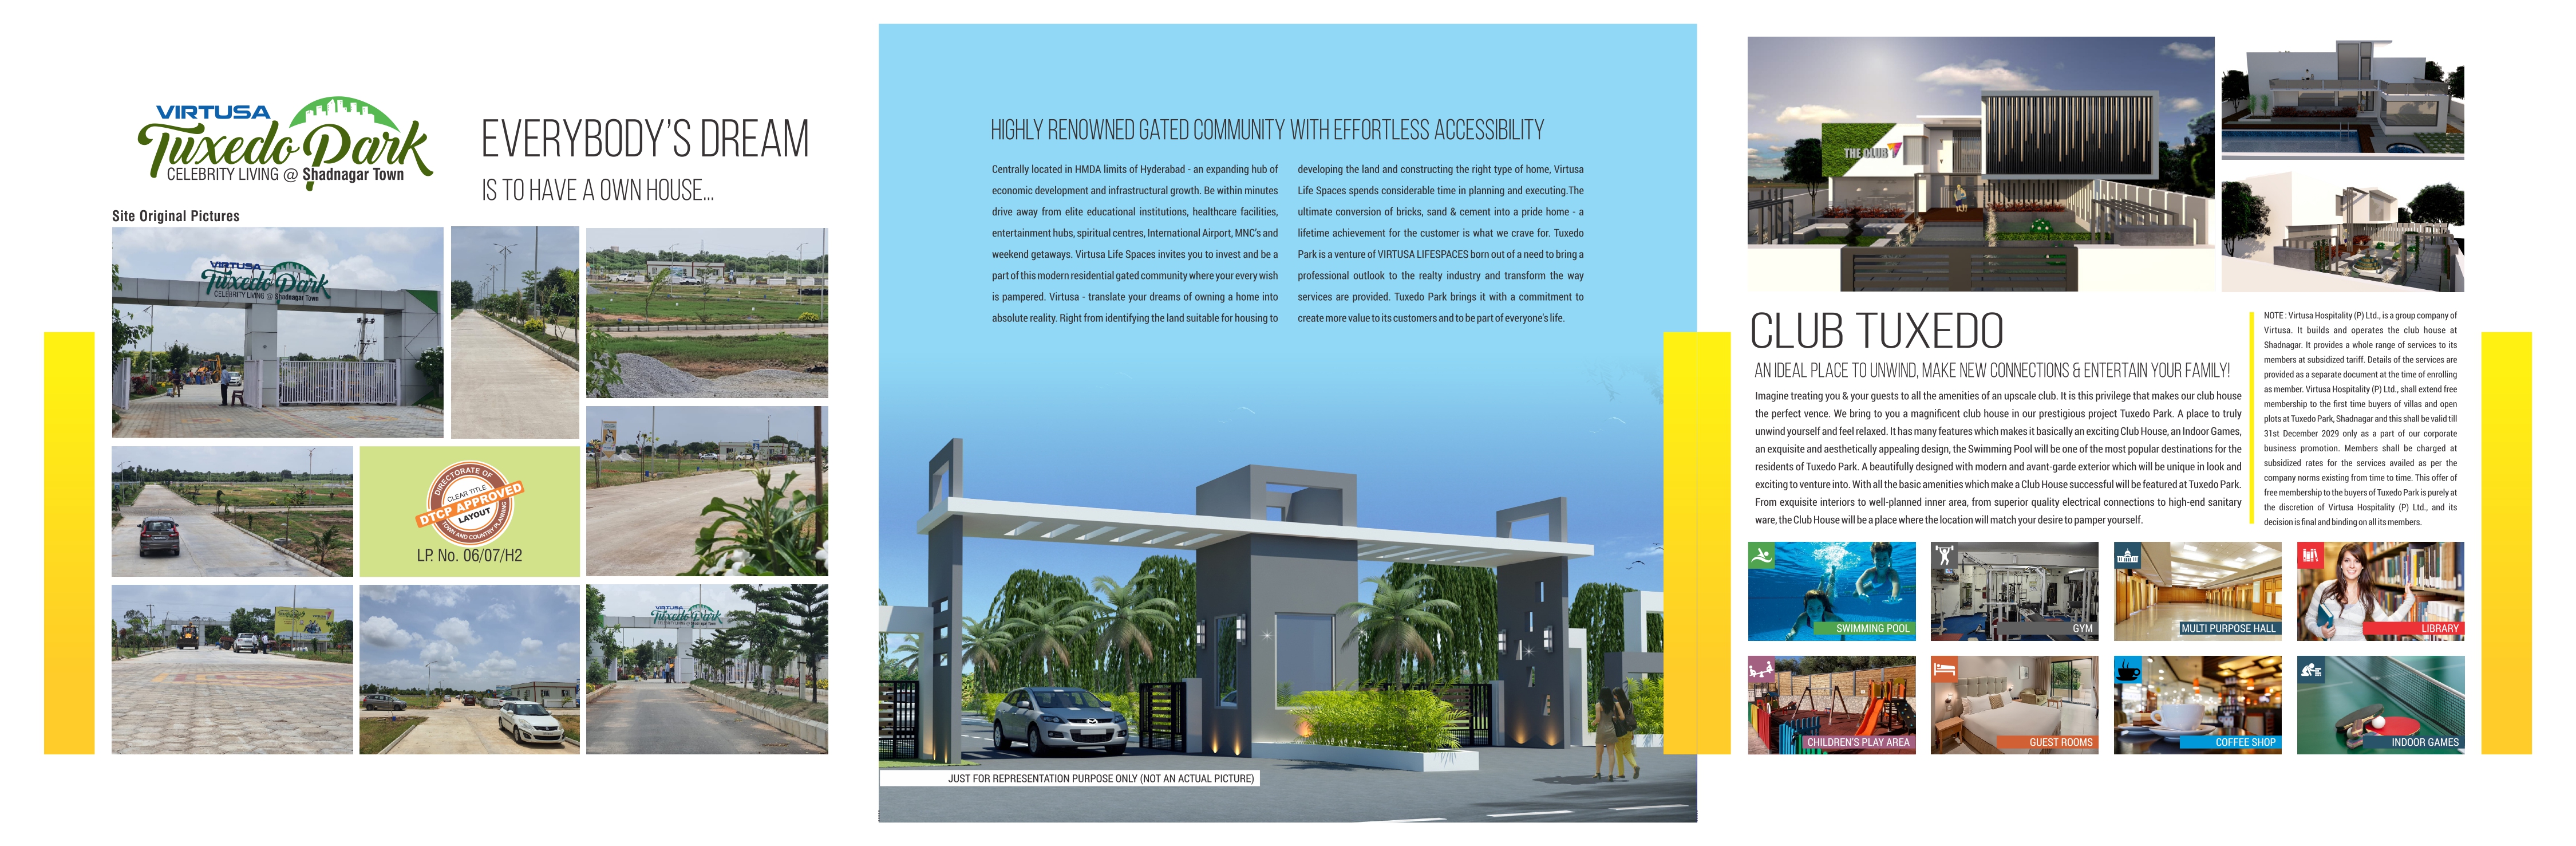 VIRTUSA
Tuxedo Park
CELEBRITY LIVING @ Shadnagar Town
EVERYBODY'S DREAM
IS TO HAVE A OWN HOUSE...
Site Original Pictures
VIRTUSA
Tuxedo Park
CELEBRITY LIVING @ Shadnagar Town
DIRECTORATE OF
CLEAR TITLE
DTCP APPROVED
LAYOUT
TOWN AND COUNTRY PLANNING
LP. No. 06/07/H2
VIRTUSA
Tuxedo Park
HIGHLY RENOWNED GATED COMMUNITY WITH EFFORTLESS ACCESSIBILITY
Centrally located in HMDA limits of Hyderabad - an expanding hub of
economic development and infrastructural growth. Be within minutes
drive away from elite educational institutions, healthcare facilities,
entertainment hubs, spiritual centres, International Airport, MNC's and
weekend getaways. Virtusa Life Spaces invites you to invest and be a
part of this modern residential gated community where your every wish
is pampered. Virtusa - translate your dreams of owning a home into
absolute reality. Right from identifying the land suitable for housing to
developing the land and constructing the right type of home, Virtusa
Life Spaces spends considerable time in planning and executing.The
ultimate conversion of bricks, sand & cement into a pride home - a
lifetime achievement for the customer is what we crave for. Tuxedo
Park is a venture of VIRTUSA LIFESPACES born out of a need to bring a
professional outlook to the realty industry and transform the way
services are provided. Tuxedo Park brings it with a commitment to
create more value to its customers and to be part of everyone's life.
JUST FOR REPRESENTATION PURPOSE ONLY (NOT AN ACTUAL PICTURE)
THE CLUB
CLUB TUXEDO
AN IDEAL PLACE TO UNWIND, MAKE NEW CONNECTIONS & ENTERTAIN YOUR FAMILY!
Imagine treating you & your guests to all the amenities of an upscale club. It is this privilege that makes our club house
the perfect vence. We bring to you a magnificent club house in our prestigious project Tuxedo Park. A place to truly
unwind yourself and feel relaxed. It has many features which makes it basically an exciting Club House, an Indoor Games,
an exquisite and aesthetically appealing design, the Swimming Pool will be one of the most popular destinations for the
residents of Tuxedo Park. A beautifully designed with modern and avant-garde exterior which will be unique in look and
exciting to venture into. With all the basic amenities which make a Club House successful will be featured at Tuxedo Park.
From exquisite interiors to well-planned inner area, from superior quality electrical connections to high-end sanitary
ware, the Club House will be a place where the location will match your desire to pamper yourself.
NOTE : Virtusa Hospitality (P) Ltd., is a group company of
Virtusa. It builds and operates the club house at
Shadnagar. It provides a whole range of services to its
members at subsidized tariff. Details of the services are
provided as a separate document at the time of enrolling
as member. Virtusa Hospitality (P) Ltd., shall extend free
membership to the first time buyers of villas and open
plots at Tuxedo Park, Shadnagar and this shall be valid till
31st December 2029 only as a part of our corporate
business promotion. Members shall be charged at
subsidized rates for the services availed as per the
company norms existing from time to time. This offer of
free membership to the buyers of Tuxedo Park is purely at
the discretion of Virtusa Hospitality (P) Ltd., and its
decision is final and binding on all its members.
SWIMMING POOL
GYM
MULTI PURPOSE HALL
LIBRARY
CHILDREN'S PLAY AREA
GUEST ROOMS
COFFEE SHOP
INDOOR GAMES